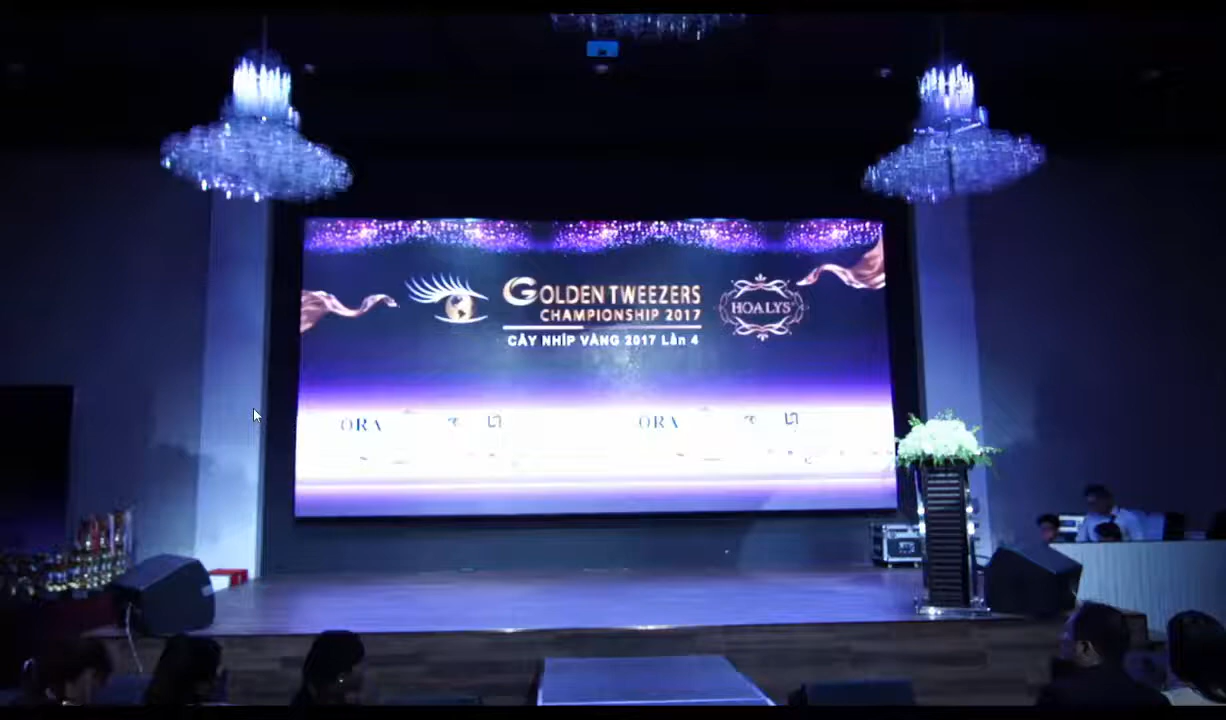 GOLDEN TWEEZERS
CHAMPIONSHIP 2017
CÂY NHÍP VÀNG 2017 LẦN 4
HOALYS
ORA
ORA